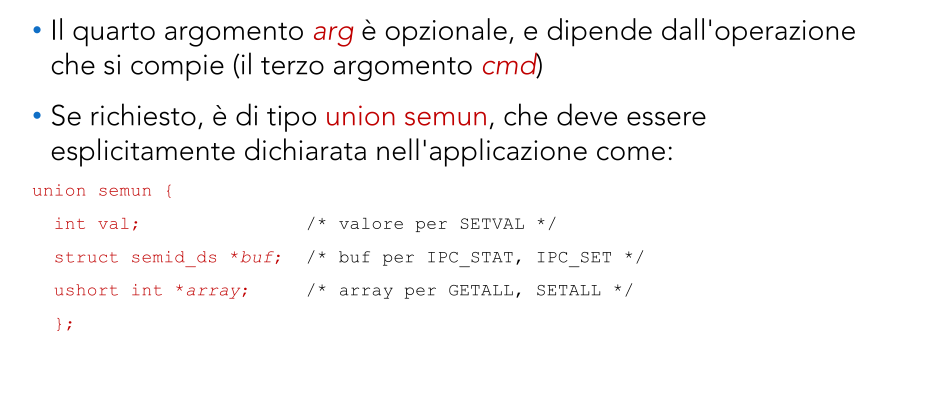 • Il quarto argomento arg è opzionale, e dipende dall'operazione
che si compie (il terzo argomento cmd)
• Se richiesto, è di tipo union semun, che deve essere
esplicitamente dichiarata nell'applicazione come:
union semun {
int val; /* valore per SETVAL */
struct semid_ds *buf; /* buf per IPC_STAT, IPC_SET */
ushort int *array; /* array per GETALL, SETALL */
};